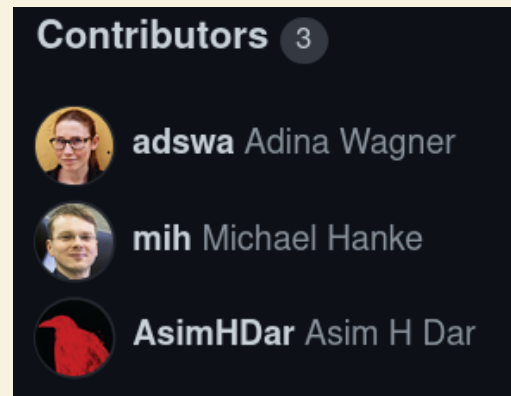 Contributors 3
adswa Adina Wagner
mih Michael Hanke
AsimHDar Asim H Dar